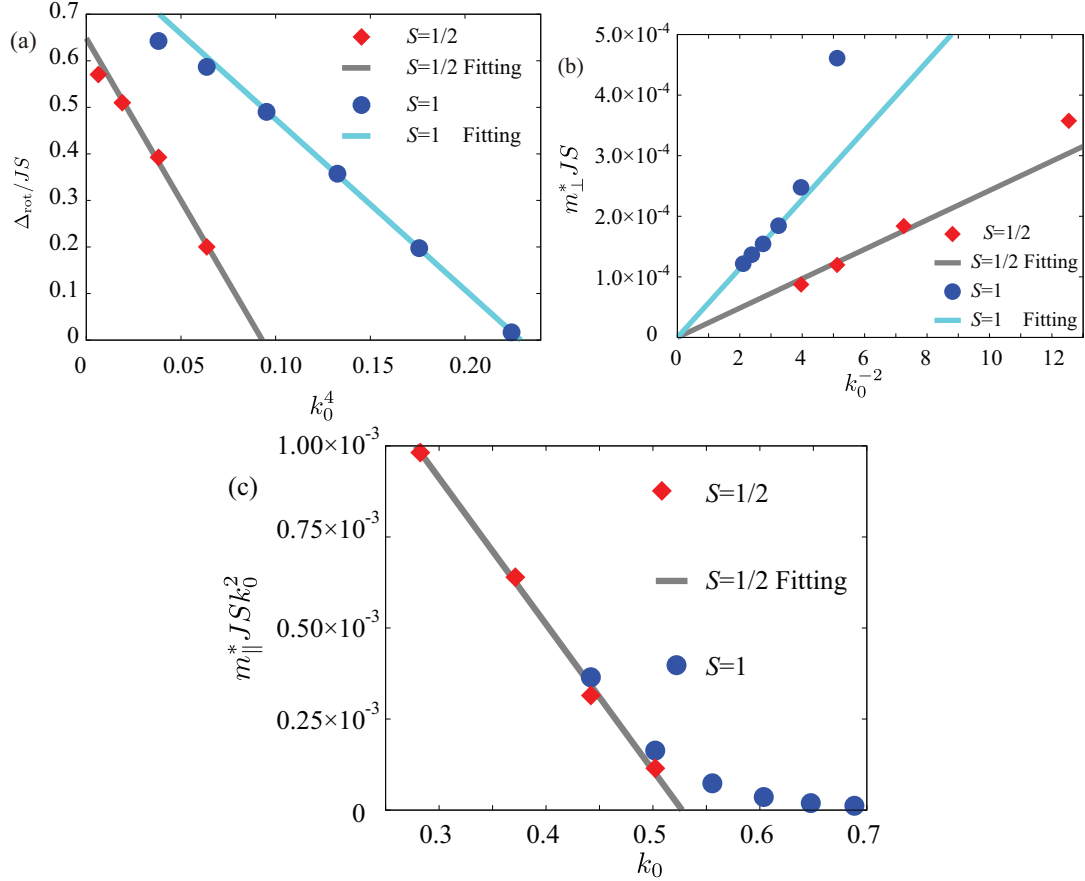 (a)
0.7
0.6
0.5
0.4
0.3
0.2
0.1
0
Δrot/JS
S=1/2
S=1/2 Fitting
S=1
S=1 Fitting
0 0.05 0.10 0.15 0.20
k₀⁴
(b)
5.0×10⁻⁴
4.0×10⁻⁴
3.0×10⁻⁴
2.0×10⁻⁴
1.0×10⁻⁴
0
m*⊥JS
S=1/2
S=1/2 Fitting
S=1
S=1 Fitting
0 2 4 6 8 10 12
k₀⁻²
(c)
1.00×10⁻³
0.75×10⁻³
0.50×10⁻³
0.25×10⁻³
0
m*∥JSk₀²
S=1/2
S=1/2 Fitting
S=1
0.3 0.4 0.5 0.6 0.7
k₀